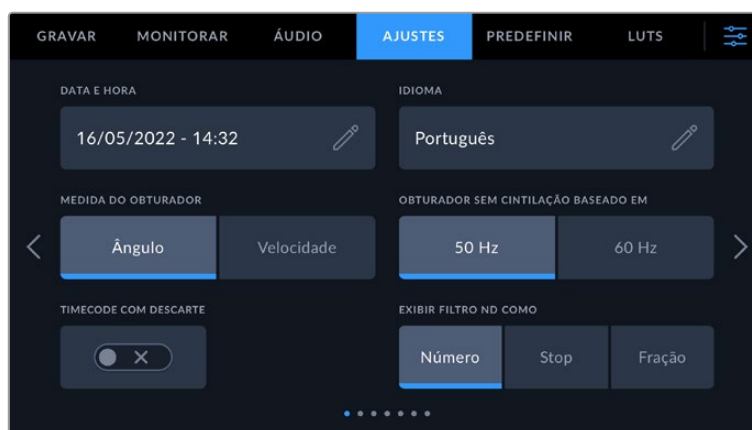 GRAVAR MONITORAR ÁUDIO AJUSTES PREDEFINIR LUTS
DATA E HORA IDIOMA
16/05/2022 - 14:32 Português
MEDIDA DO OBTURADOR OBTURADOR SEM CINTILAÇÃO BASEADO EM
Ângulo Velocidade 50 Hz 60 Hz
TIMECODE COM DESCARTE EXIBIR FILTRO ND COMO
Número Stop Fração